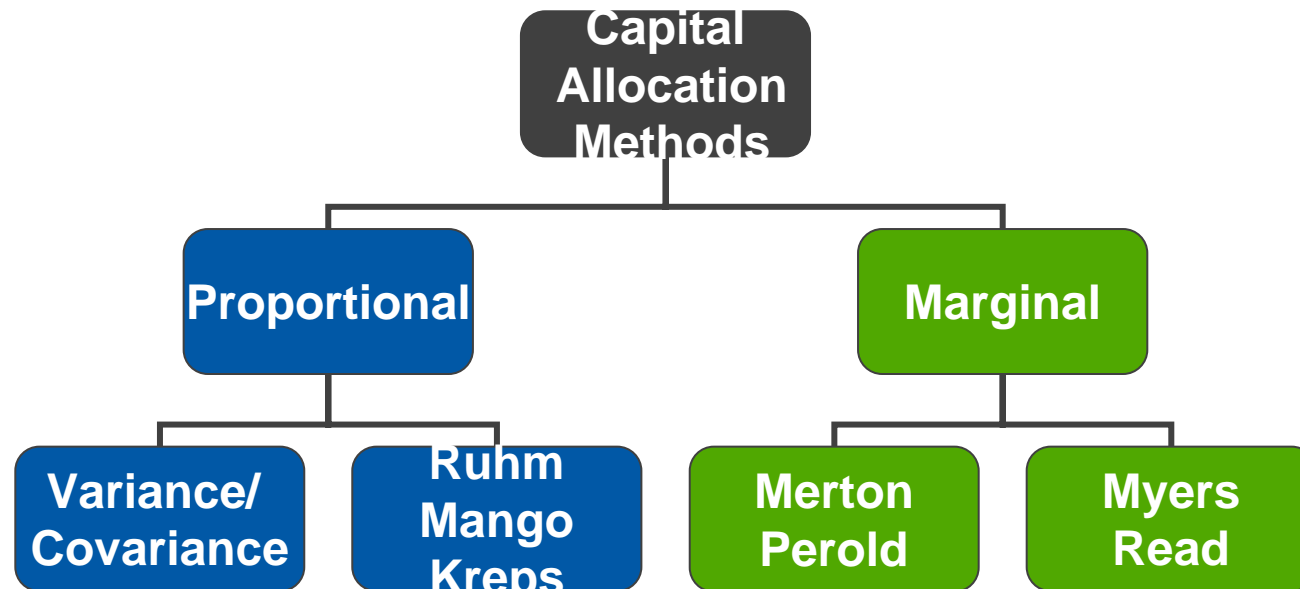 Capital
Allocation
Methods
Proportional
Marginal
Variance/
Covariance
Ruhm
Mango
Kreps
Merton
Perold
Myers
Read